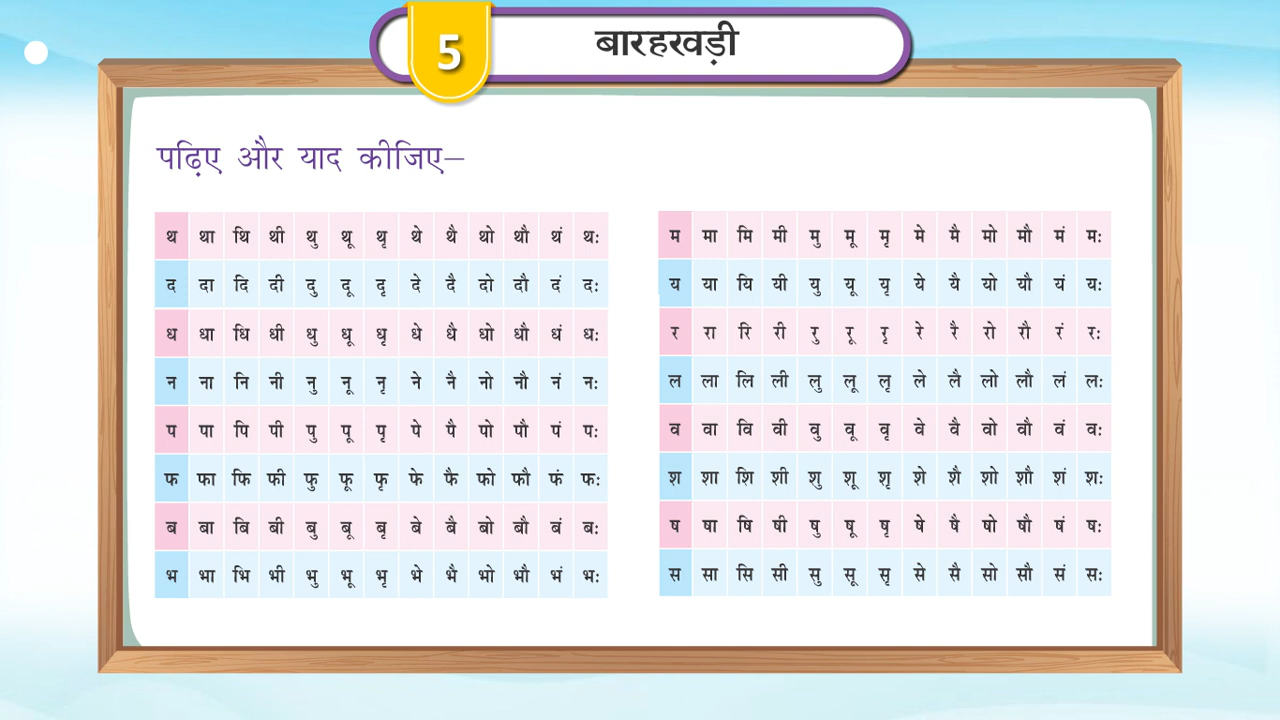 5
बारहखड़ी
पढ़िए और याद कीजिए–
थ था थि थी थु थू थृ थे थै थो थौ थं थः
द दा दि दी दु दू दृ दे दै दो दौ दं दः
ध धा धि धी धु धू धृ धे धै धो धौ धं धः
न ना नि नी नु नू नृ ने नै नो नौ नं नः
प पा पि पी पु पू पृ पे पै पो पौ पं पः
फ फा फि फी फु फू फृ फे फै फो फौ फं फः
ब बा बि बी बु बू बृ बे बै बो बौ बं बः
भ भा भि भी भु भू भृ भे भै भो भौ भं भः
म मा मि मी मु मू मृ मे मै मो मौ मं मः
य या यि यी यु यू यृ ये यै यो यौ यं यः
र रा रि री रु रू रृ रे रै रो रौ रं रः
ल ला लि ली लु लू लृ ले लै लो लौ लं लः
व वा वि वी वु वू वृ वे वै वो वौ वं वः
श शा शि शी शु शू शृ शे शै शो शौ शं शः
ष षा षि षी षु षू षृ षे षै षो षौ षं षः
स सा सि सी सु सू सृ से सै सो सौ सं सः